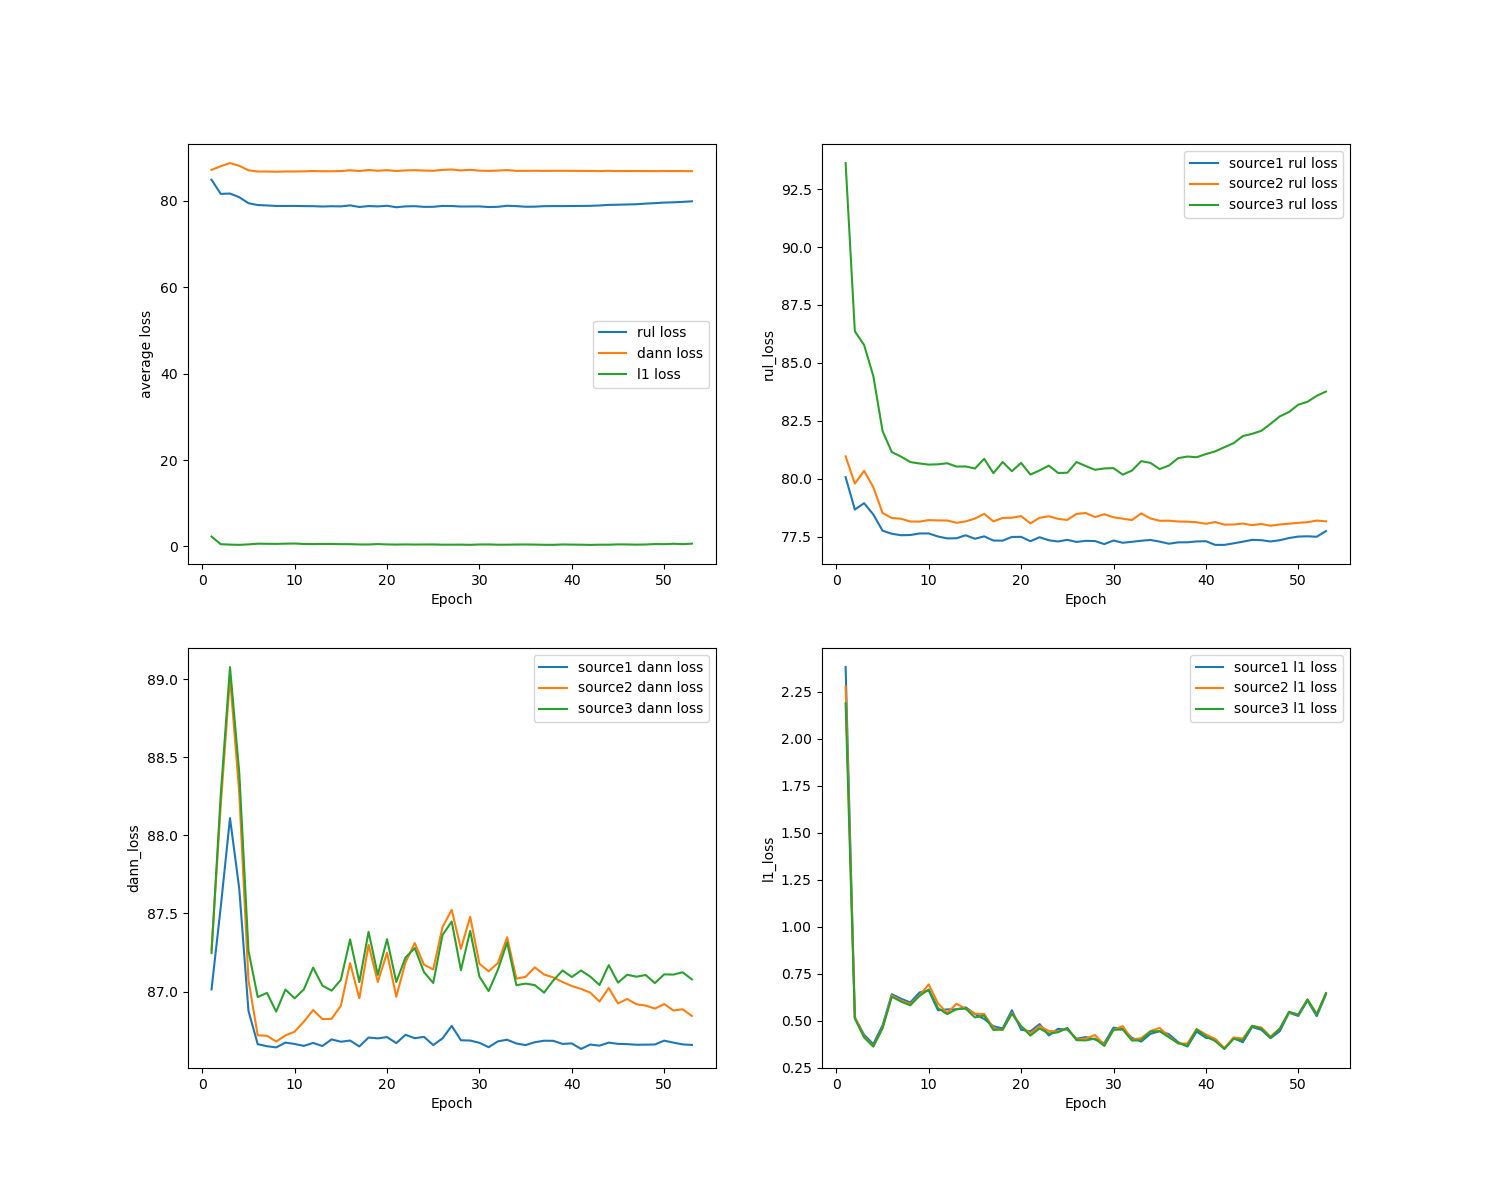 average loss
80
60
40
20
0
rul loss
dann loss
l1 loss
0 10 20 30 40 50
Epoch
rul_loss
92.5
90.0
87.5
85.0
82.5
80.0
77.5
source1 rul loss
source2 rul loss
source3 rul loss
0 10 20 30 40 50
Epoch
dann_loss
89.0
88.5
88.0
87.5
87.0
source1 dann loss
source2 dann loss
source3 dann loss
0 10 20 30 40 50
Epoch
l1_loss
2.25
2.00
1.75
1.50
1.25
1.00
0.75
0.50
0.25
source1 l1 loss
source2 l1 loss
source3 l1 loss
0 10 20 30 40 50
Epoch